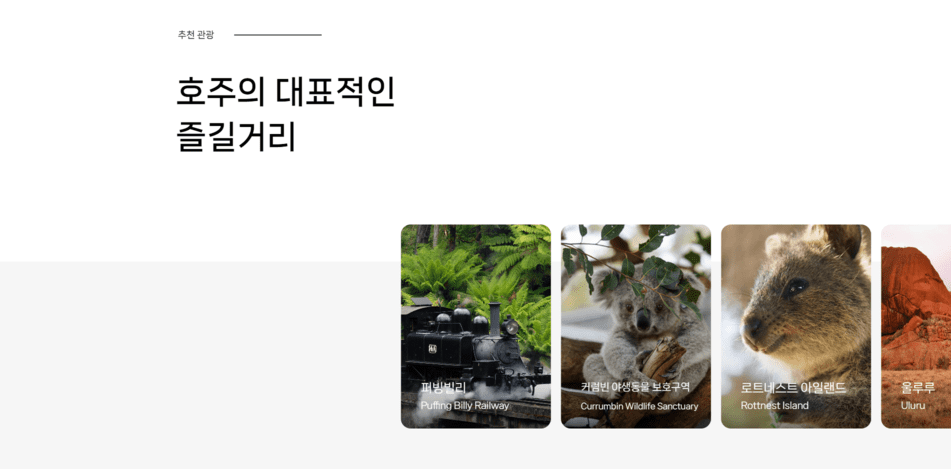 추천 관광
호주의 대표적인
즐길거리
퍼핑빌리
Puffing Billy Railway
커럼빈 야생동물 보호구역
Currumbin Wildlife Sanctuary
로트네스트 아일랜드
Rottnest Island
울루루
Uluru